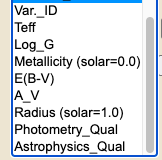 Var._ID
Teff
Log_G
Metallicity (solar=0.0)
E(B-V)
A_V
Radius (solar=1.0)
Photometry_Qual
Astrophysics_Qual